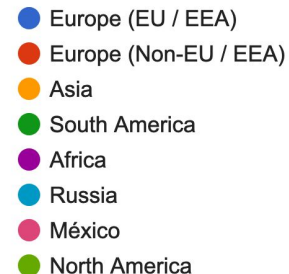 Europe (EU / EEA)
Europe (Non-EU / EEA)
Asia
South America
Africa
Russia
México
North America